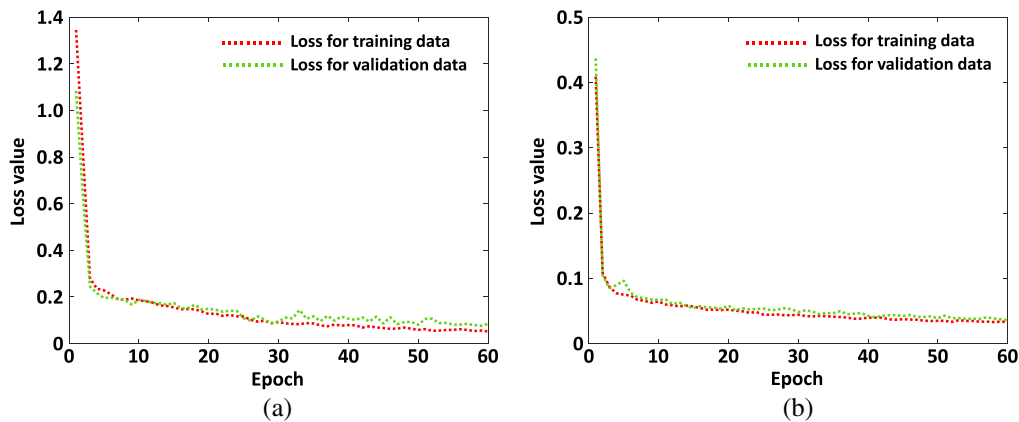 1.4
1.2
1.0
0.8
0.6
0.4
0.2
0
Loss value
Loss for training data
Loss for validation data
0 10 20 30 40 50 60
Epoch
(a)
0.5
0.4
0.3
0.2
0.1
0
Loss value
Loss for training data
Loss for validation data
0 10 20 30 40 50 60
Epoch
(b)